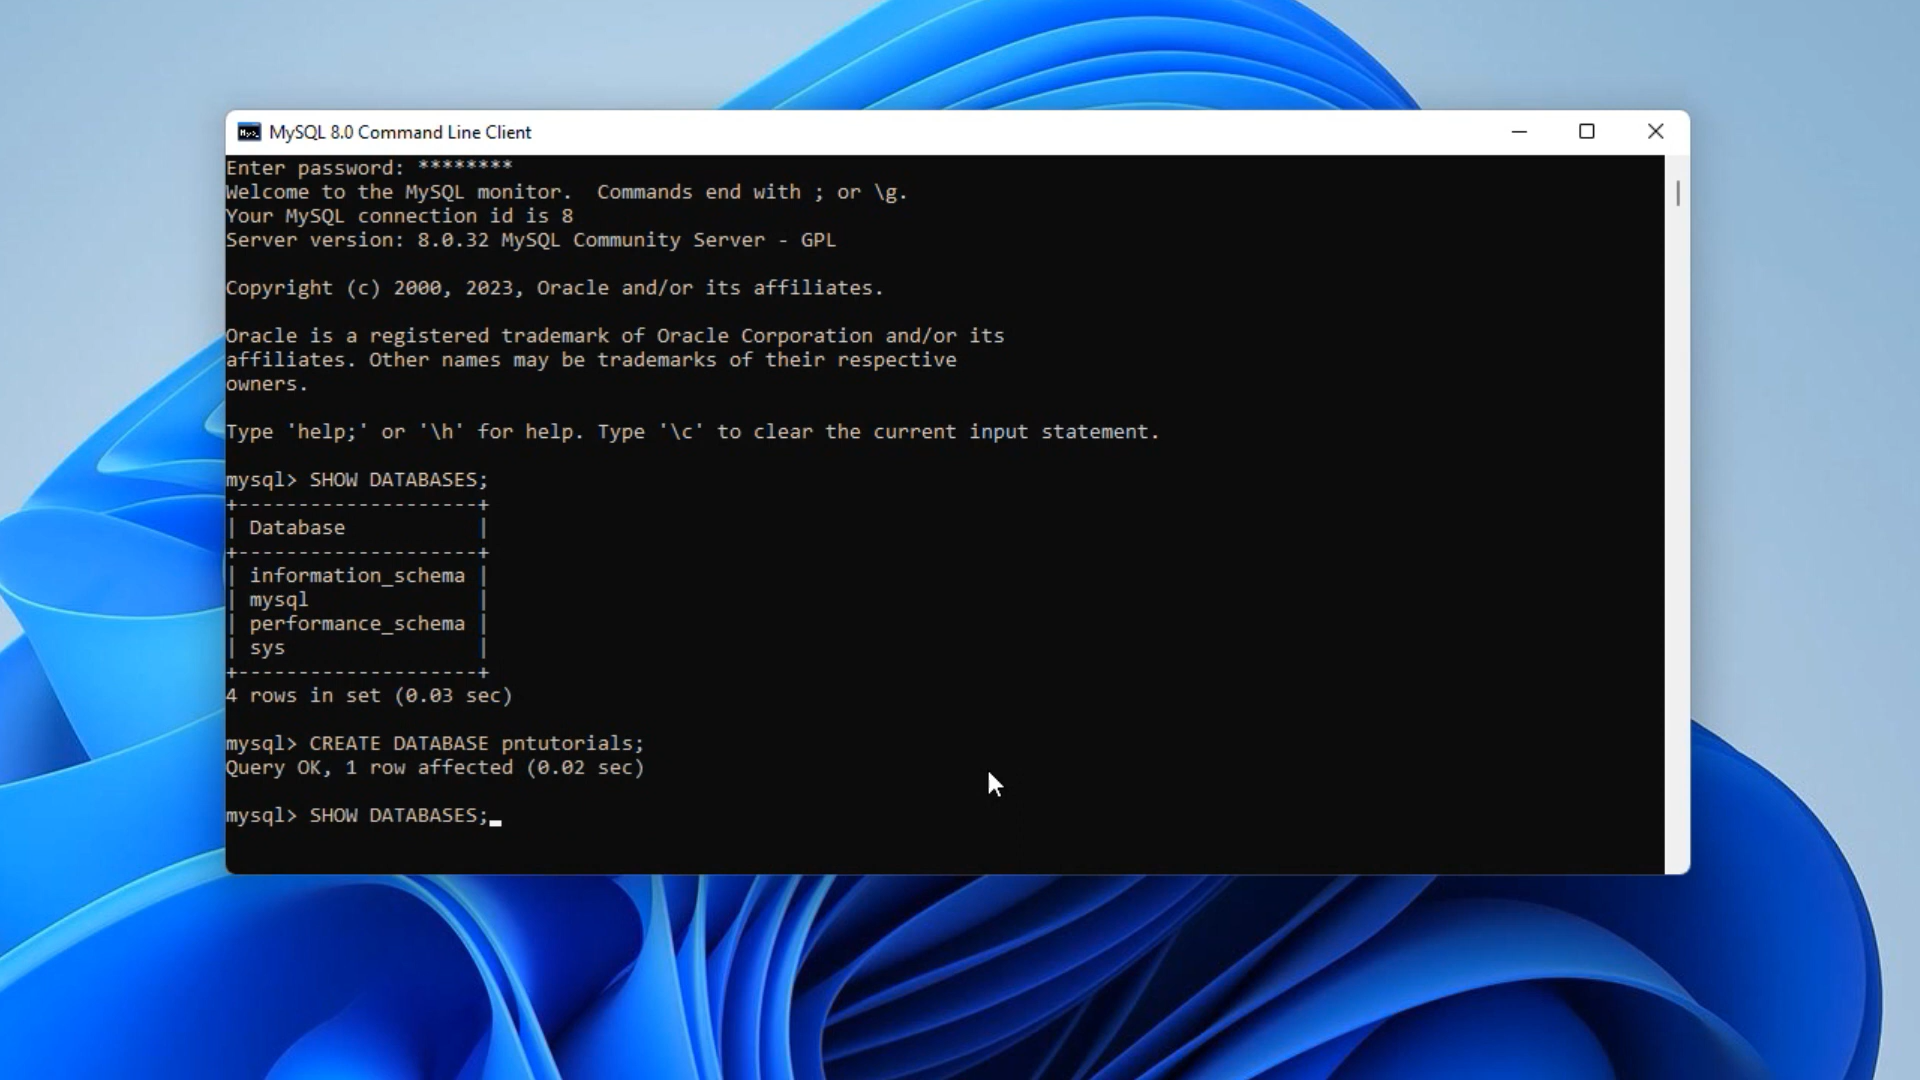 MySQL 8.0 Command Line Client
Enter password: ********
Welcome to the MySQL monitor.  Commands end with ; or \g.
Your MySQL connection id is 8
Server version: 8.0.32 MySQL Community Server - GPL
Copyright (c) 2000, 2023, Oracle and/or its affiliates.
Oracle is a registered trademark of Oracle Corporation and/or its
affiliates. Other names may be trademarks of their respective
owners.
Type 'help;' or '\h' for help. Type '\c' to clear the current input statement.
mysql> SHOW DATABASES;
+--------------------+
| Database           |
+--------------------+
| information_schema |
| mysql              |
| performance_schema |
| sys                |
+--------------------+
4 rows in set (0.03 sec)
mysql> CREATE DATABASE pntutorials;
Query OK, 1 row affected (0.02 sec)
mysql> SHOW DATABASES;